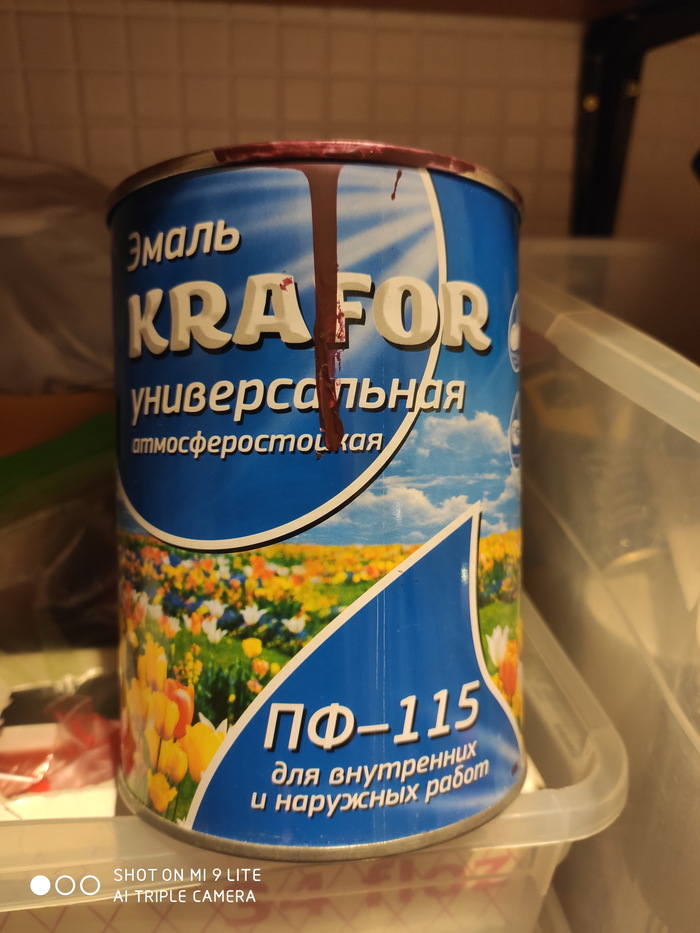 Эмаль
KRAFOR
универсальная
атмосферостойкая
ПФ-115
для внутренних
и наружных работ
SHOT ON MI 9 LITE
AI TRIPLE CAMERA